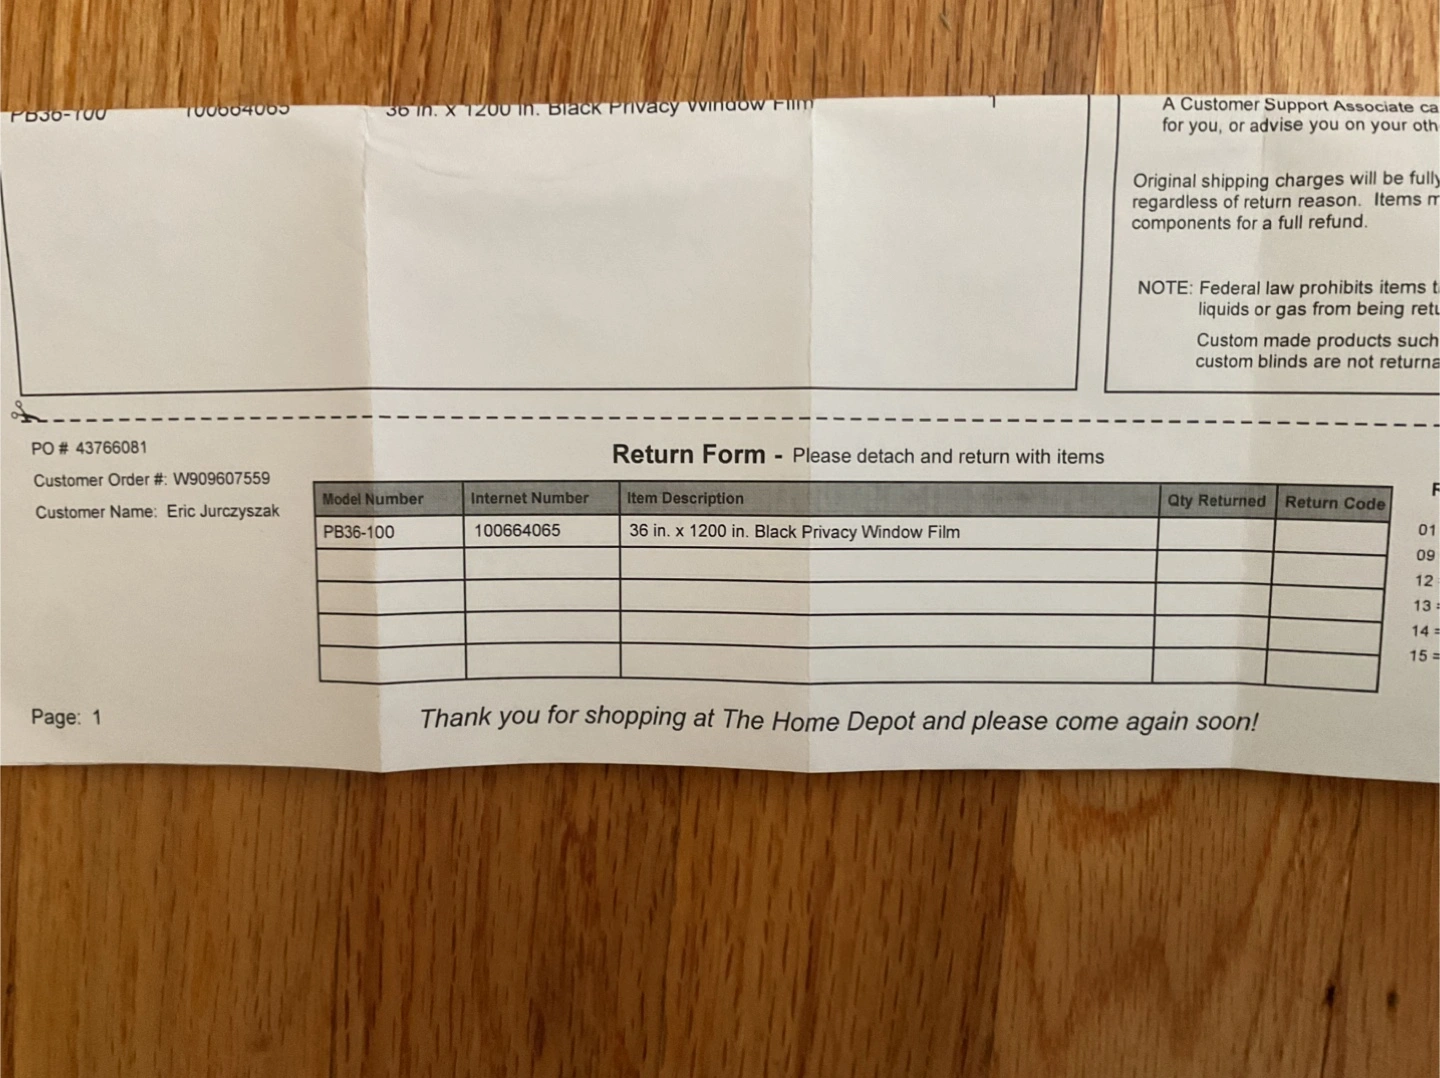 PB36-100 100664065 36 in. x 1200 in. Black Privacy Window Film 1
A Customer Support Associate ca
for you, or advise you on your oth
Original shipping charges will be fully
regardless of return reason. Items m
components for a full refund.
NOTE: Federal law prohibits items t
liquids or gas from being retu
Custom made products such
custom blinds are not returna
PO # 43766081
Customer Order #: W909607559
Customer Name: Eric Jurczyszak
Return Form - Please detach and return with items
Model Number Internet Number Item Description Qty Returned Return Code
PB36-100 100664065 36 in. x 1200 in. Black Privacy Window Film
01
09
12
13 =
14 =
15 =
Page: 1
Thank you for shopping at The Home Depot and please come again soon!